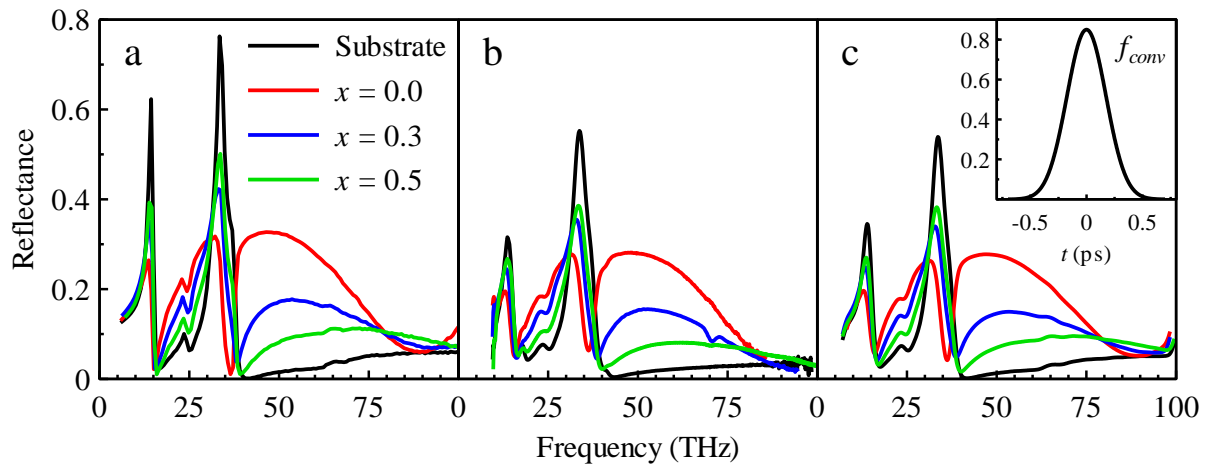 a
Substrate
x = 0.0
x = 0.3
x = 0.5
b
c
f_conv
0.8
0.6
0.4
0.2
-0.5 0 0.5
t (ps)
Reflectance
0.8
0.6
0.4
0.2
0
0 25 50 75 0 25 50 75 0 25 50 75 100
Frequency (THz)